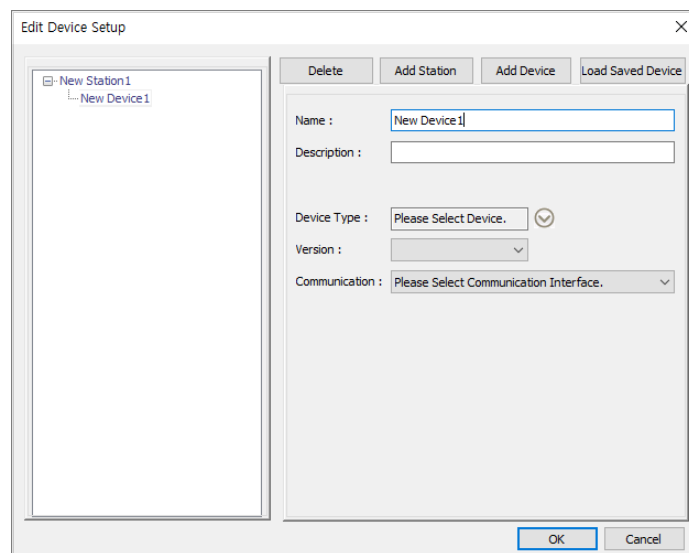 Edit Device Setup
New Station1
New Device1
Delete
Add Station
Add Device
Load Saved Device
Name :
New Device1
Description :
Device Type :
Please Select Device.
Version :
Communication :
Please Select Communication Interface.
OK
Cancel